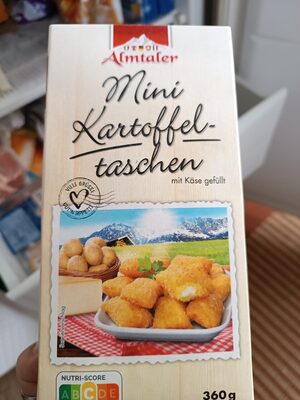 Almtaler
Mini
Kartoffel-
taschen
mit Käse gefüllt
NUTRI-SCORE
A B C D E
360g